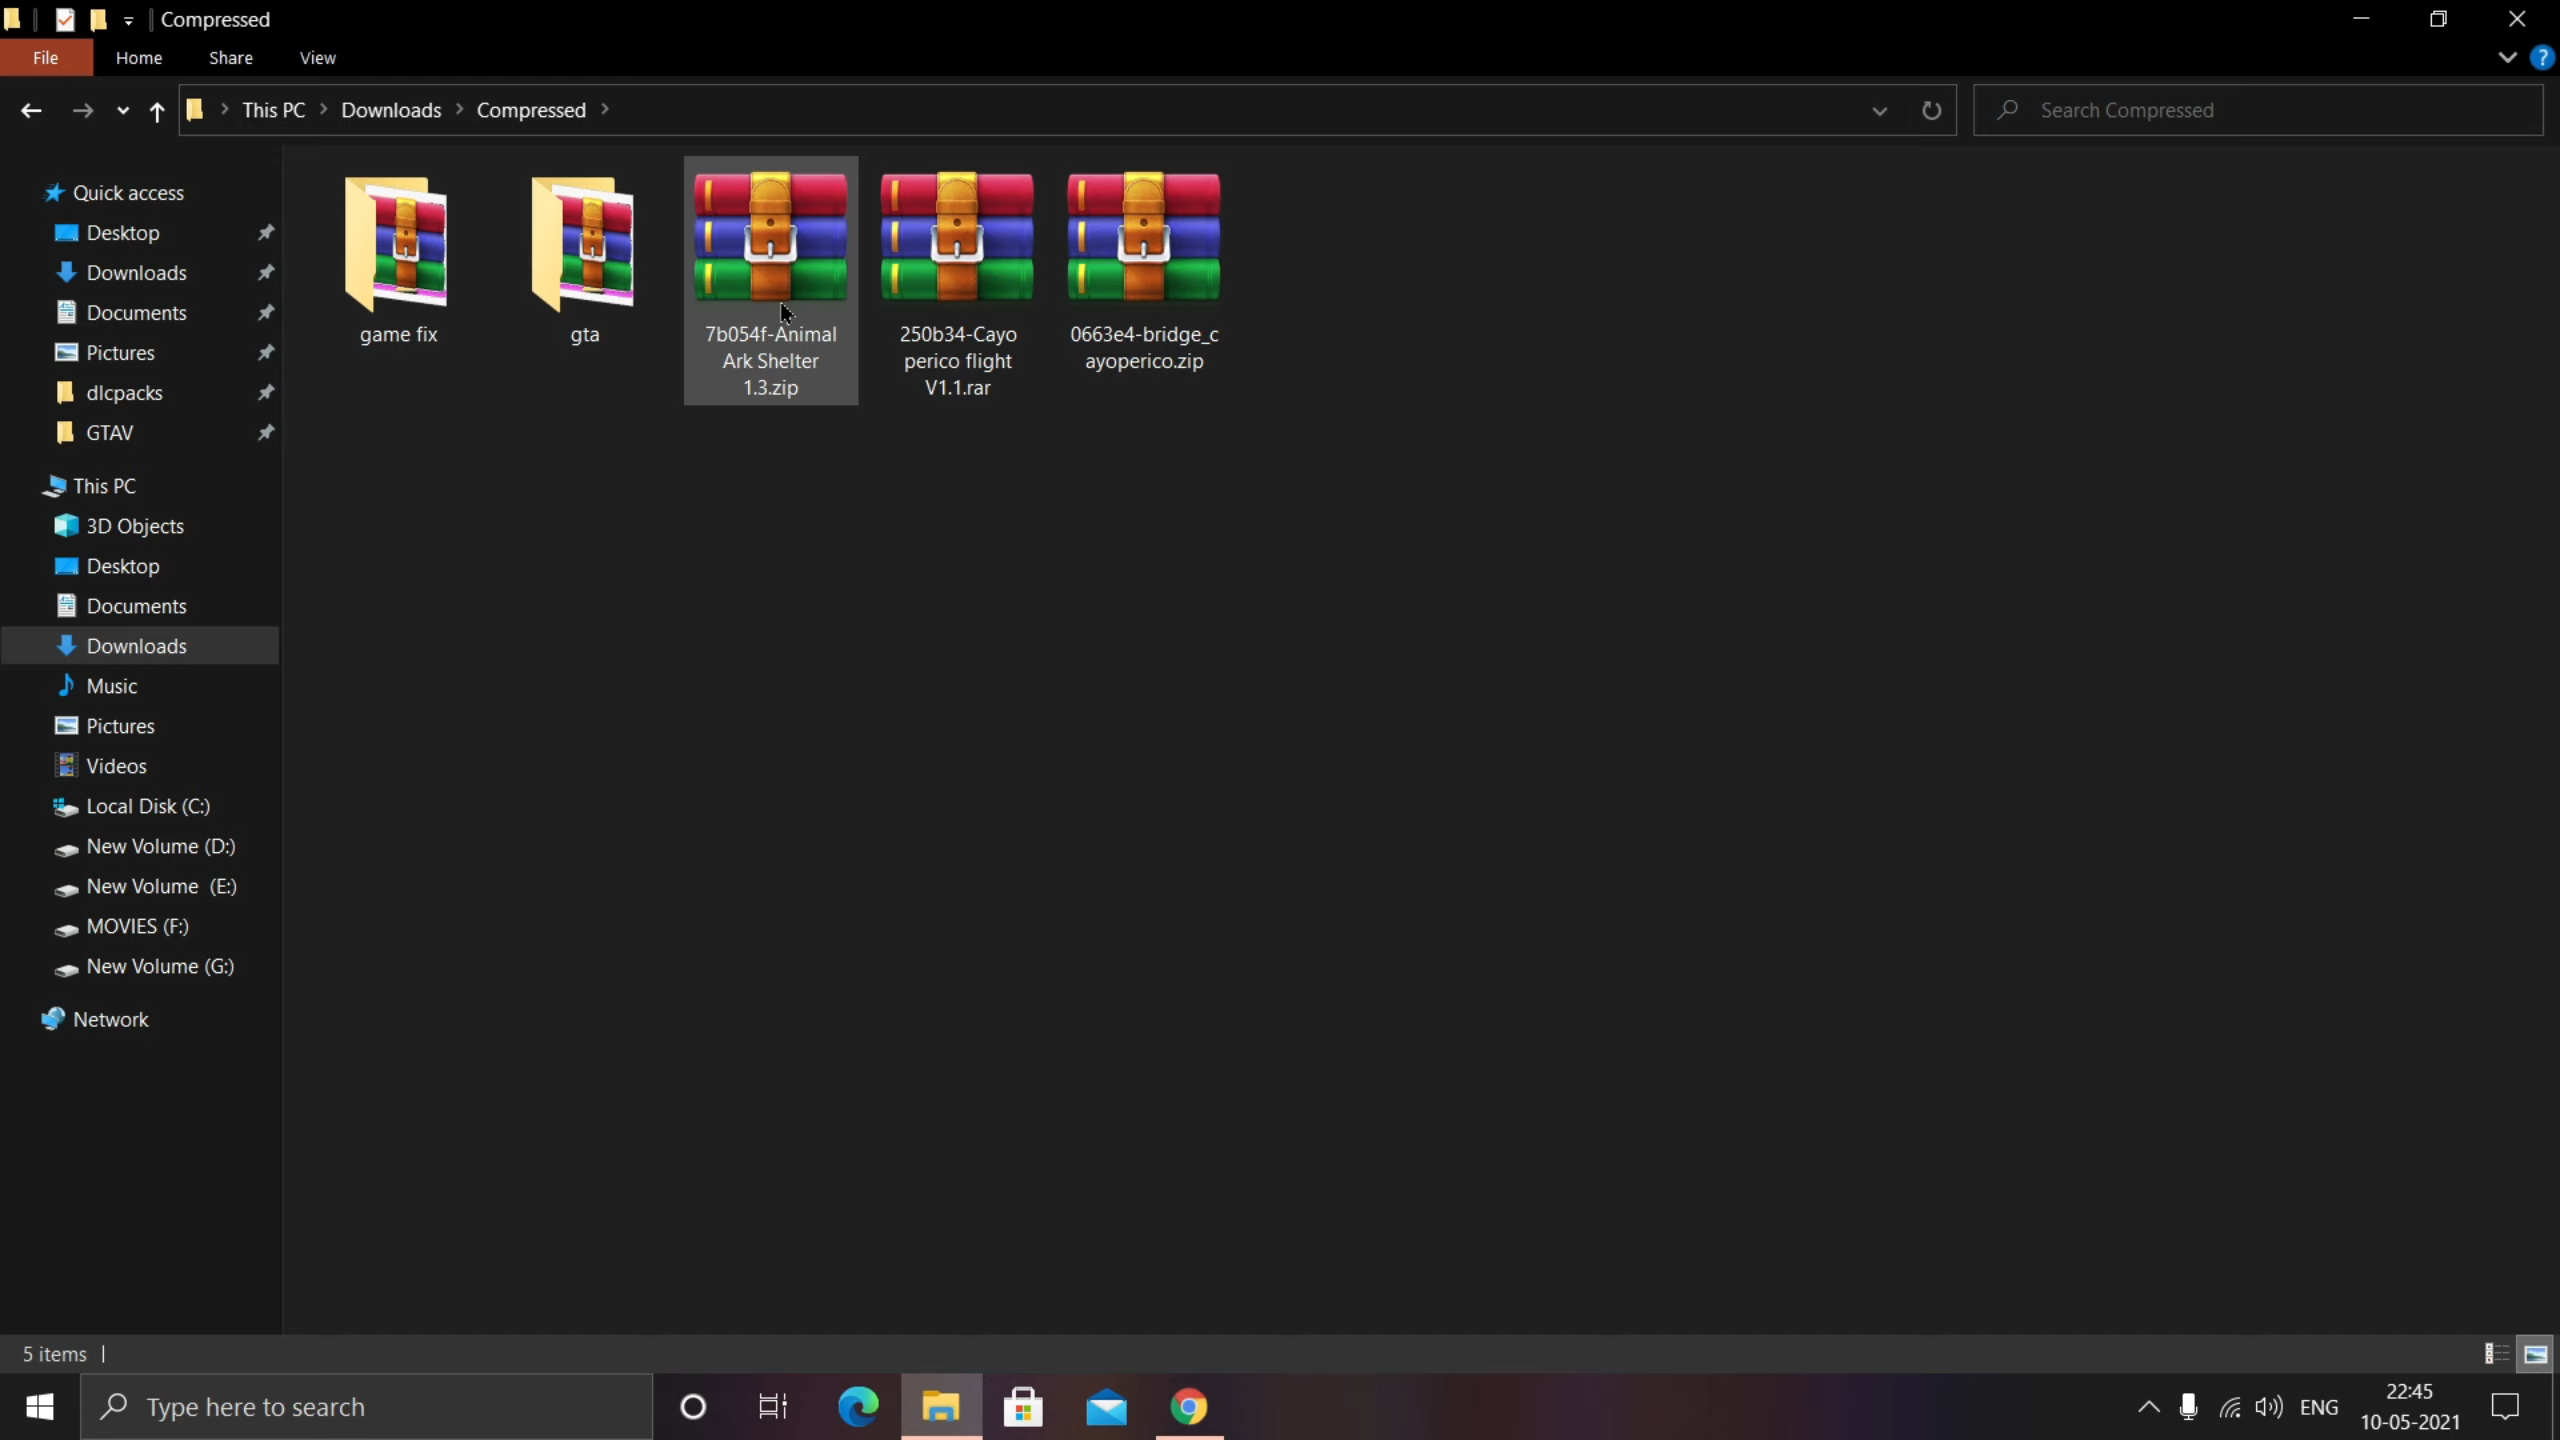 Compressed
File Home Share View
This PC Downloads Compressed
Search Compressed
Quick access
Desktop
Downloads
Documents
Pictures
dlcpacks
GTAV
This PC
3D Objects
Desktop
Documents
Downloads
Music
Pictures
Videos
Local Disk (C:)
New Volume (D:)
New Volume (E:)
MOVIES (F:)
New Volume (G:)
Network
game fix
gta
7b054f-Animal
Ark Shelter
1.3.zip
250b34-Cayo
perico flight
V1.1.rar
0663e4-bridge_c
ayoperico.zip
5 items
Type here to search
ENG
22:45
10-05-2021